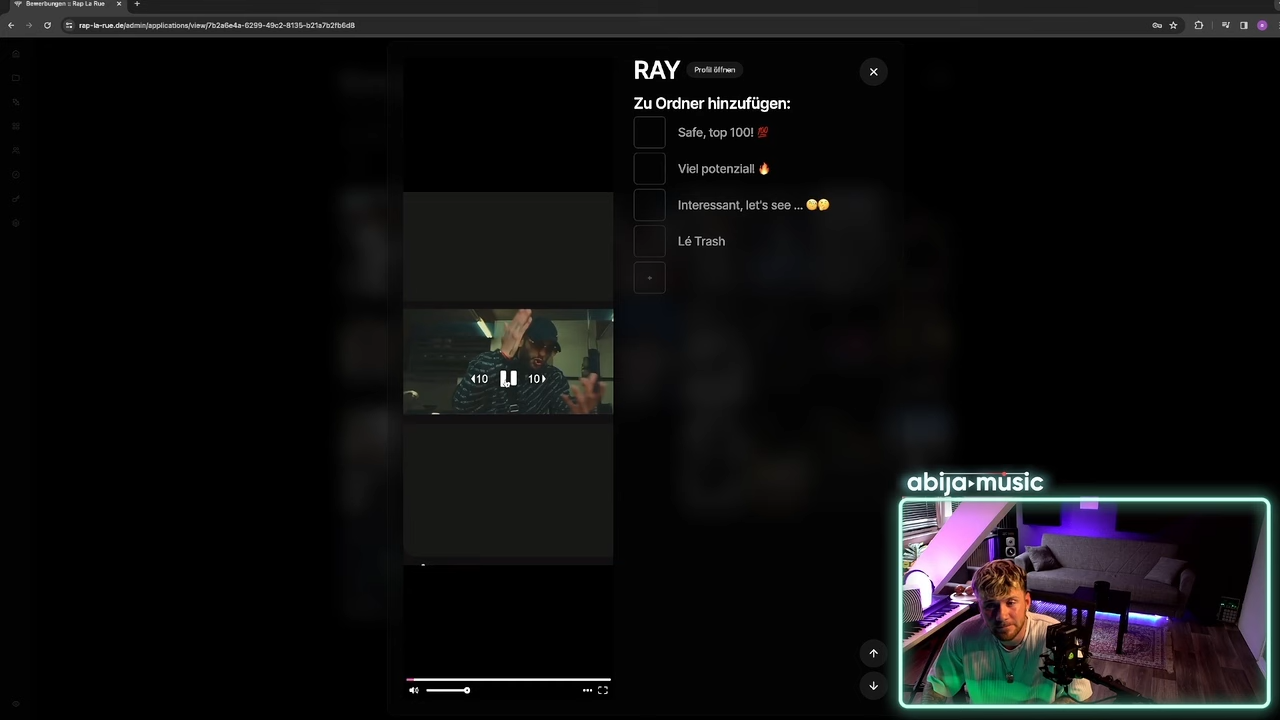 Bewerbungen :: Rap La Rue
rap-la-rue.de/admin/applications/view/7b2a6e4a-6299-49c2-8135-b21a7b2fb6d8
RAY
Profil öffnen
Zu Ordner hinzufügen:
Safe, top 100! 💯
Viel potenzial! 🔥
Interessant, let's see ... 🤔
Lé Trash
+
10
10
abija music